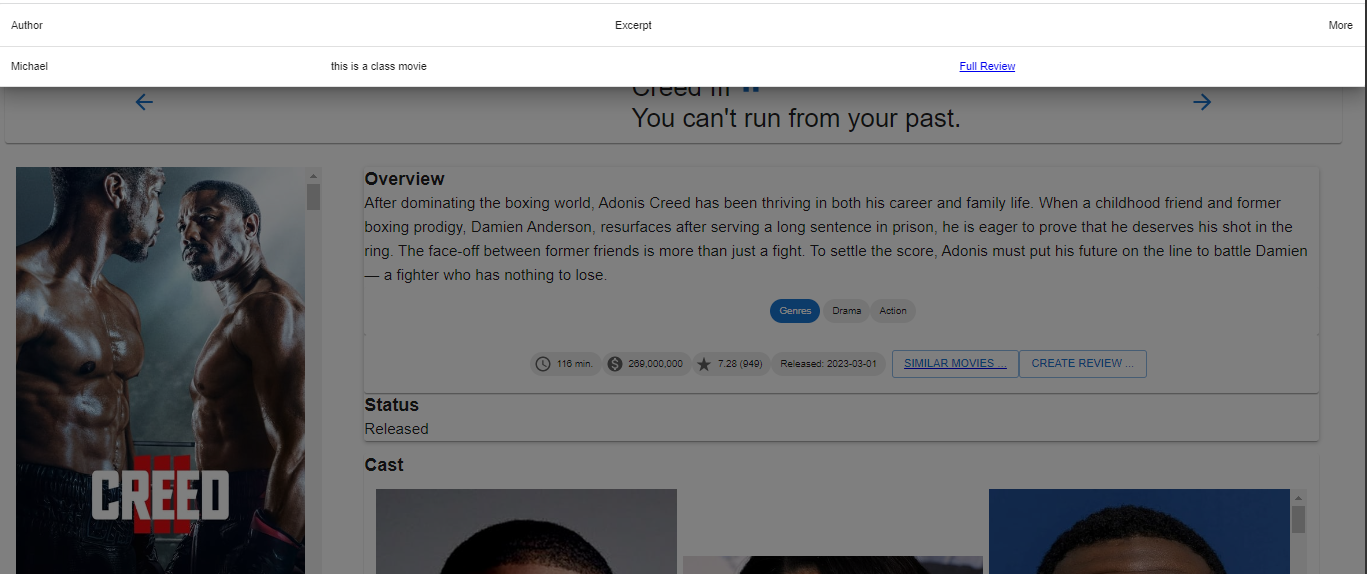 Author Excerpt More
Michael this is a class movie Full Review
Creed III
You can't run from your past.
Overview
After dominating the boxing world, Adonis Creed has been thriving in both his career and family life. When a childhood friend and former
boxing prodigy, Damien Anderson, resurfaces after serving a long sentence in prison, he is eager to prove that he deserves his shot in the
ring. The face-off between former friends is more than just a fight. To settle the score, Adonis must put his future on the line to battle Damien
— a fighter who has nothing to lose.
Genres Drama Action
116 min. 269,000,000 7.28 (949) Released: 2023-03-01 SIMILAR MOVIES ... CREATE REVIEW ...
Status
Released
Cast
CREED
III